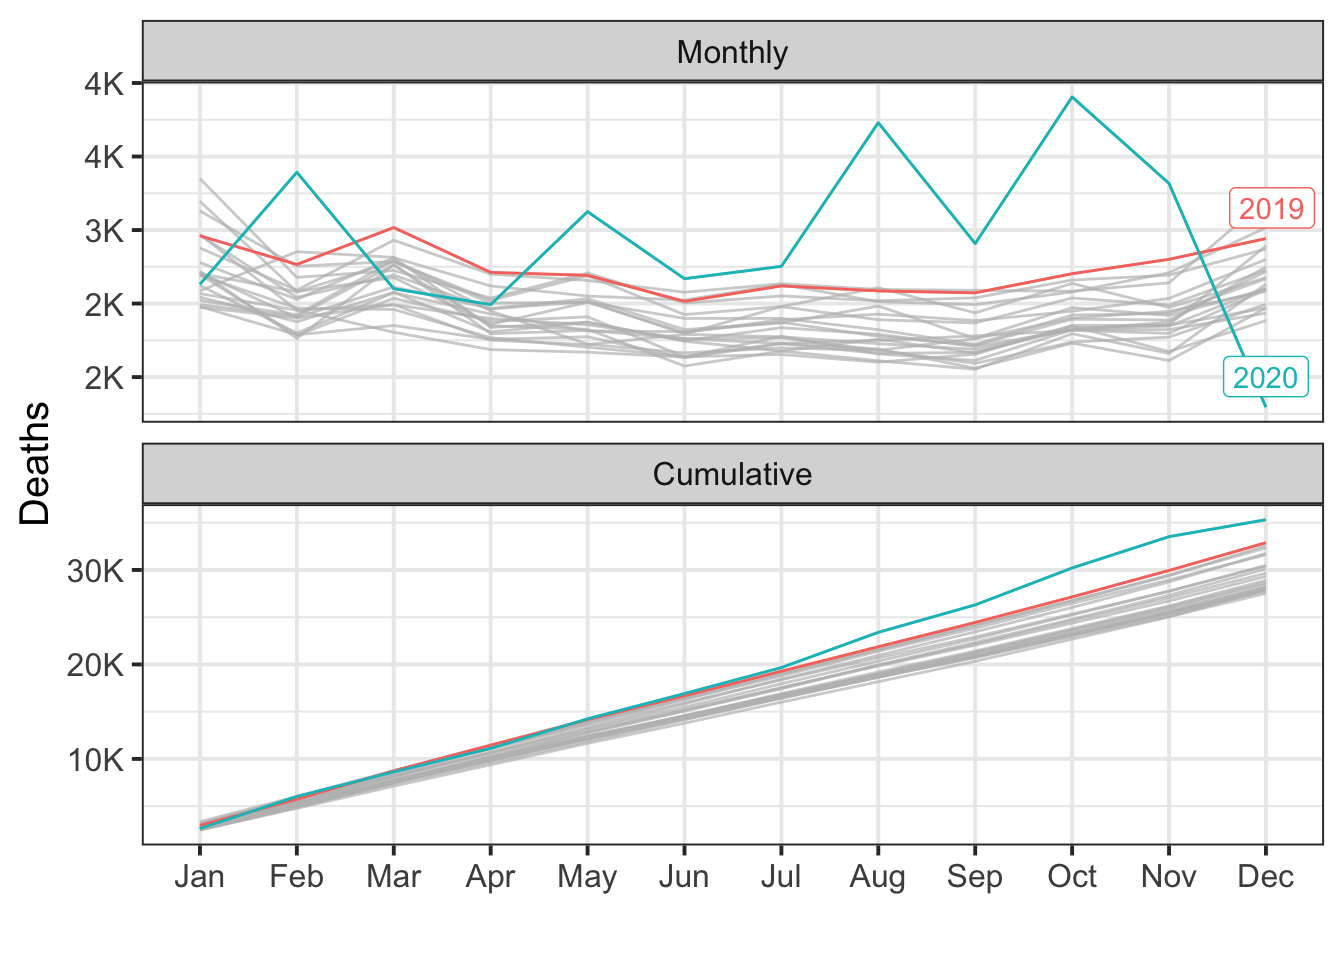 Monthly
4K
4K
3K
2K
2K
2019
2020
Deaths
Cumulative
30K
20K
10K
Jan Feb Mar Apr May Jun Jul Aug Sep Oct Nov Dec